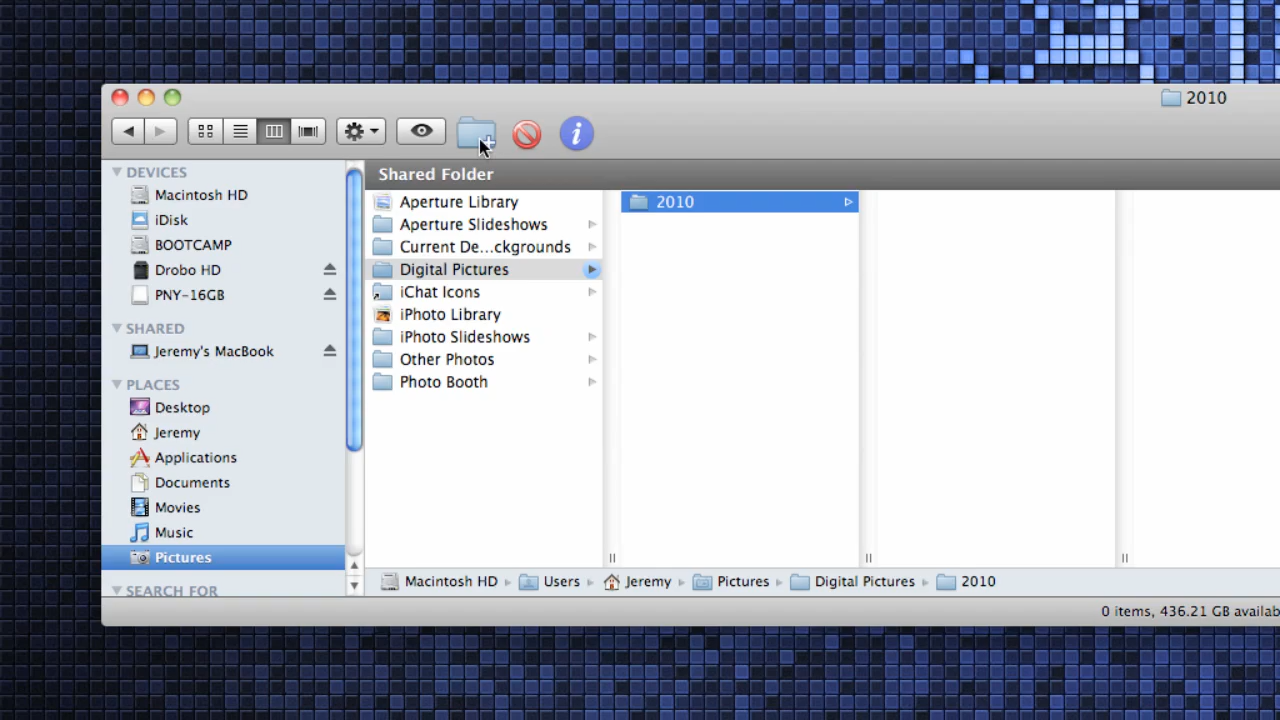 2010
Shared Folder
DEVICES
Macintosh HD
iDisk
BOOTCAMP
Drobo HD
PNY-16GB
SHARED
Jeremy's MacBook
PLACES
Desktop
Jeremy
Applications
Documents
Movies
Music
Pictures
SEARCH FOR
Aperture Library
Aperture Slideshows
Current De...ckgrounds
Digital Pictures
iChat Icons
iPhoto Library
iPhoto Slideshows
Other Photos
Photo Booth
2010
Macintosh HD Users Jeremy Pictures Digital Pictures 2010
0 items, 436.21 GB availab